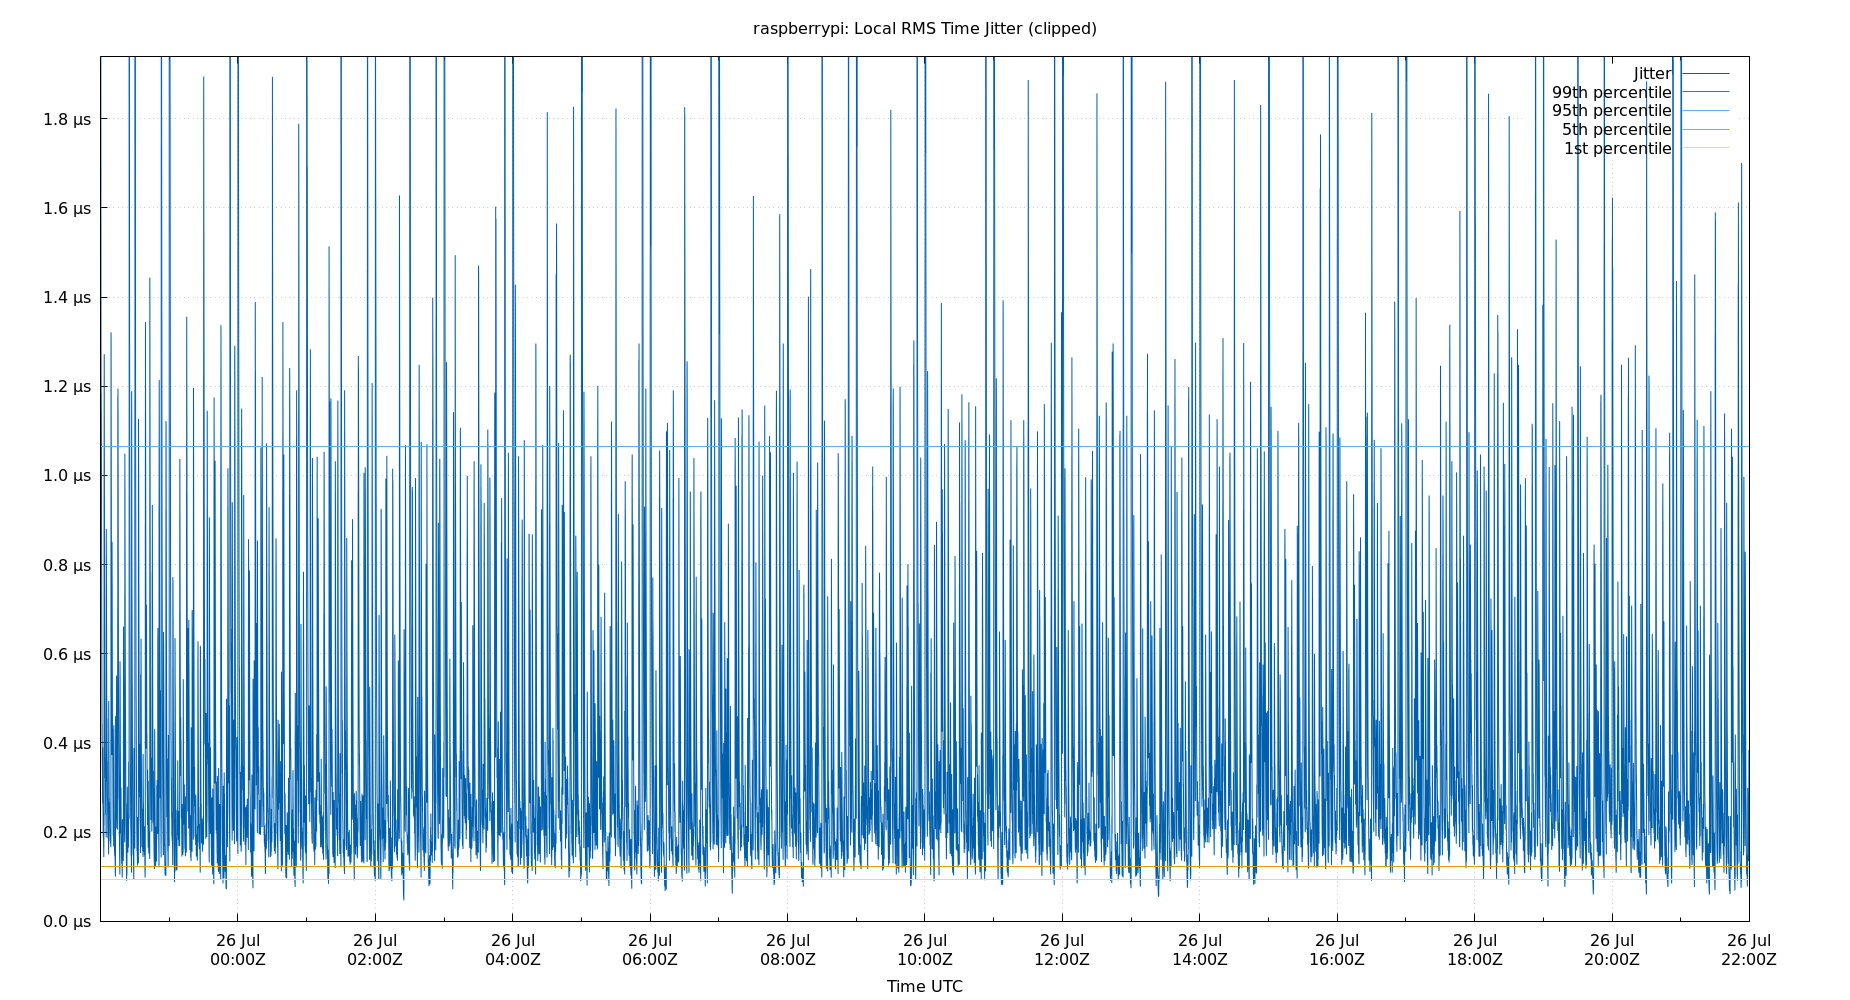 raspberrypi: Local RMS Time Jitter (clipped)
Jitter
99th percentile
95th percentile
5th percentile
1st percentile
1.8 µs
1.6 µs
1.4 µs
1.2 µs
1.0 µs
0.8 µs
0.6 µs
0.4 µs
0.2 µs
0.0 µs
26 Jul 26 Jul 26 Jul 26 Jul 26 Jul 26 Jul 26 Jul 26 Jul 26 Jul 26 Jul 26 Jul 26 Jul
00:00Z 02:00Z 04:00Z 06:00Z 08:00Z 10:00Z 12:00Z 14:00Z 16:00Z 18:00Z 20:00Z 22:00Z
Time UTC